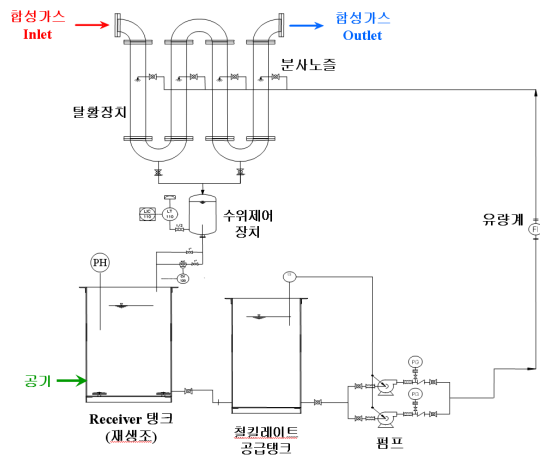 합성가스
Inlet
합성가스
Outlet
분사노즐
탈황장치
수위제어
장치
유량계
FI
PH
공기
PG
PG
Receiver 탱크
(재생조)
철킬레이트
공급탱크
펌프